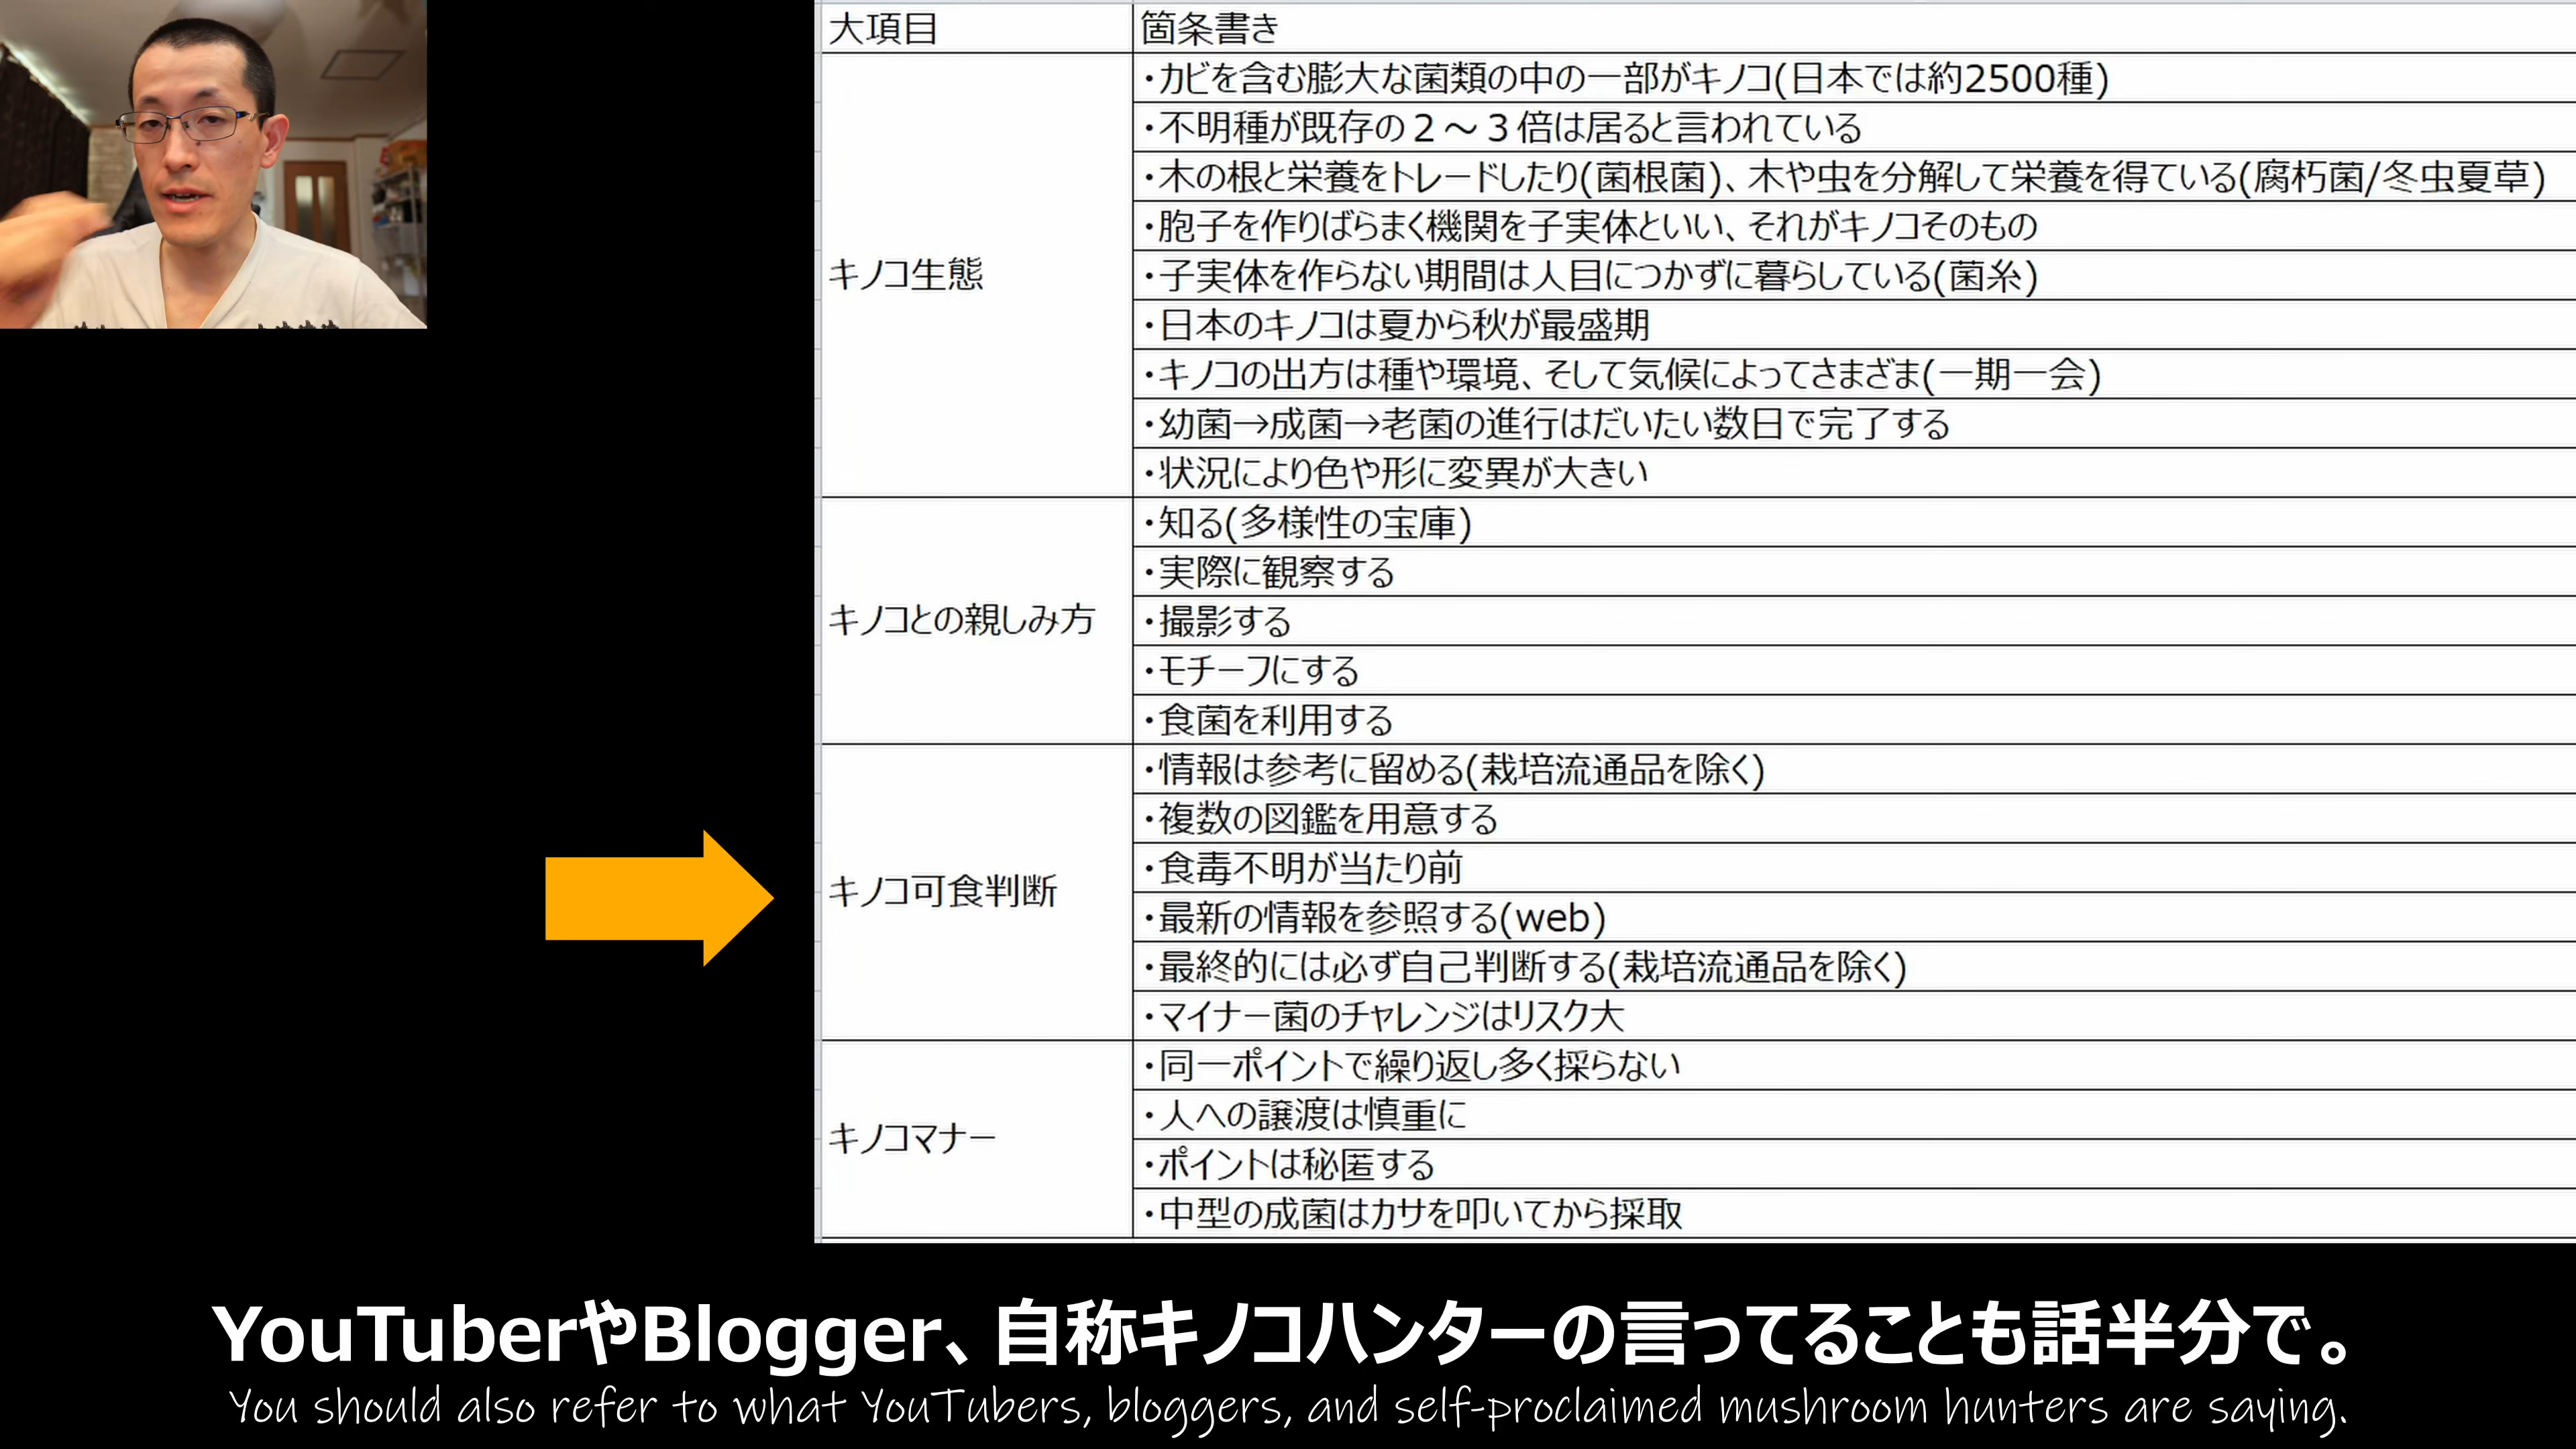 大項目
箇条書き
キノコ生態
・カビを含む膨大な菌類の中の一部がキノコ(日本では約2500種)
・不明種が既存の２～３倍は居ると言われている
・木の根と栄養をトレードしたり(菌根菌)、木や虫を分解して栄養を得ている(腐朽菌/冬虫夏草)
・胞子を作りばらまく機関を子実体といい、それがキノコそのもの
・子実体を作らない期間は人目につかずに暮らしている(菌糸)
・日本のキノコは夏から秋が最盛期
・キノコの出方は種や環境、そして気候によってさまざま(一期一会)
・幼菌→成菌→老菌の進行はだいたい数日で完了する
・状況により色や形に変異が大きい
キノコとの親しみ方
・知る(多様性の宝庫)
・実際に観察する
・撮影する
・モチーフにする
・食菌を利用する
キノコ可食判断
・情報は参考に留める(栽培流通品を除く)
・複数の図鑑を用意する
・食毒不明が当たり前
・最新の情報を参照する(web)
・最終的には必ず自己判断する(栽培流通品を除く)
・マイナー菌のチャレンジはリスク大
キノコマナー
・同一ポイントで繰り返し多く採らない
・人への譲渡は慎重に
・ポイントは秘匿する
・中型の成菌はカサを叩いてから採取
YouTuberやBlogger、自称キノコハンターの言ってることも話半分で。
You should also refer to what YouTubers, bloggers, and self-proclaimed mushroom hunters are saying.